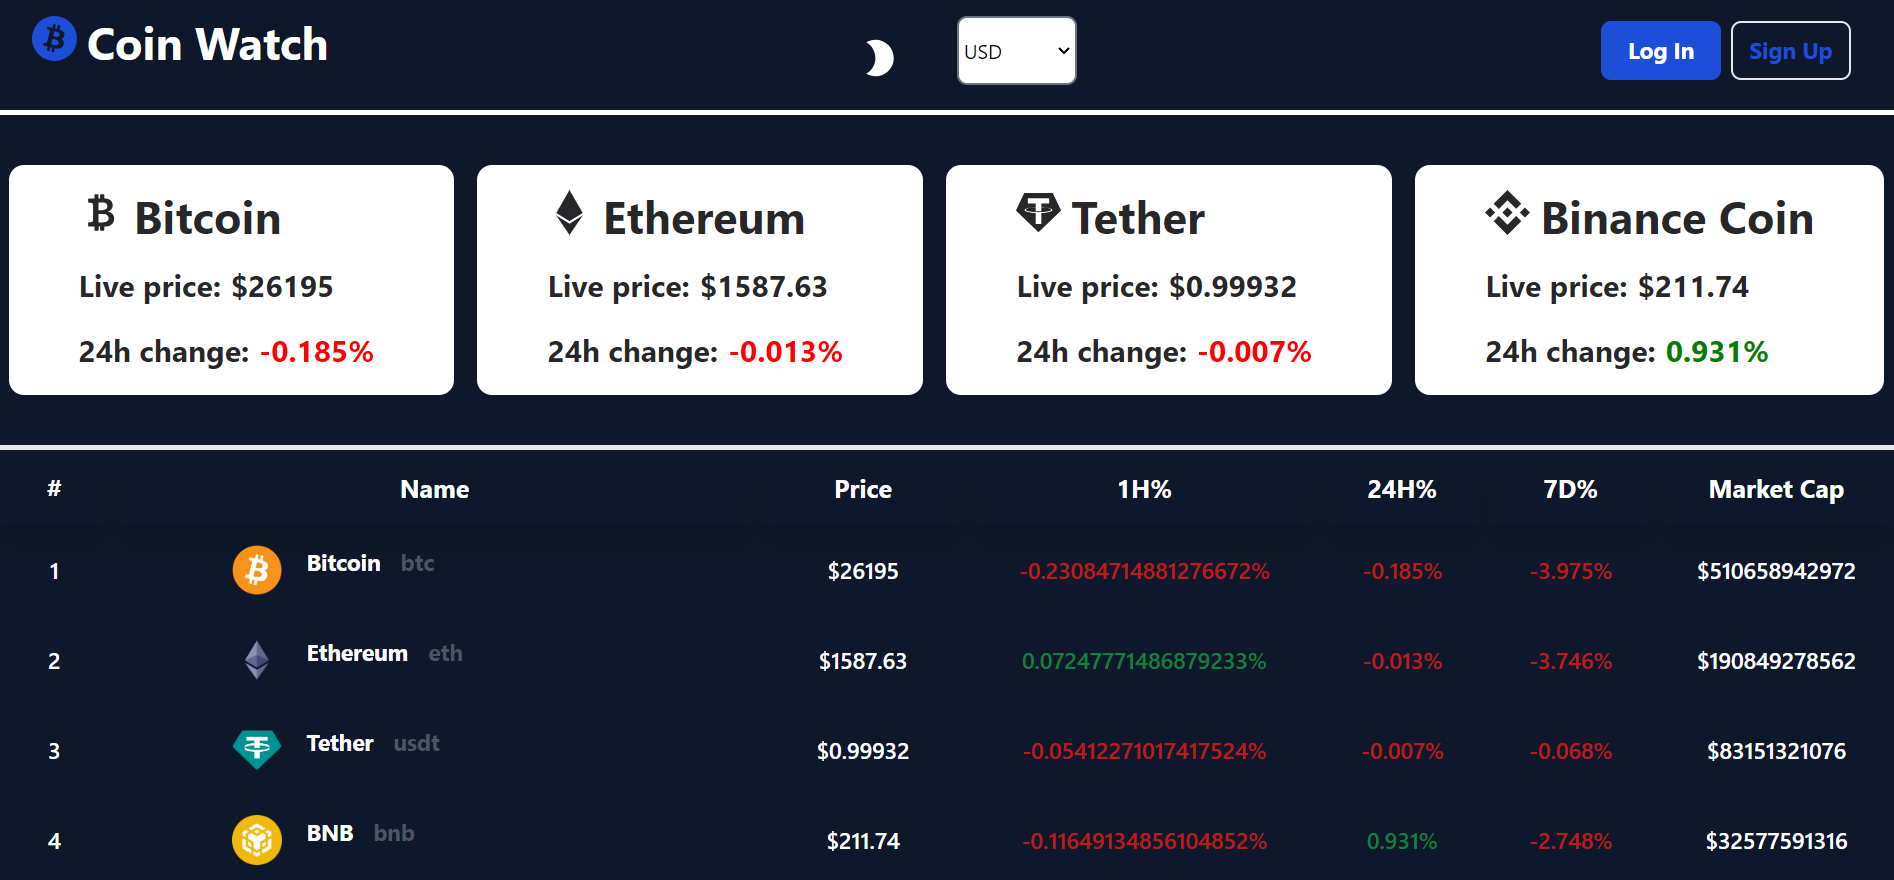 Coin Watch
USD
Log In
Sign Up
Bitcoin
Live price: $26195
24h change: -0.185%
Ethereum
Live price: $1587.63
24h change: -0.013%
Tether
Live price: $0.99932
24h change: -0.007%
Binance Coin
Live price: $211.74
24h change: 0.931%
# Name Price 1H% 24H% 7D% Market Cap
1 Bitcoin btc $26195 -0.23084714881276672% -0.185% -3.975% $510658942972
2 Ethereum eth $1587.63 0.07247771486879233% -0.013% -3.746% $190849278562
3 Tether usdt $0.99932 -0.05412271017417524% -0.007% -0.068% $83151321076
4 BNB bnb $211.74 -0.11649134856104852% 0.931% -2.748% $32577591316